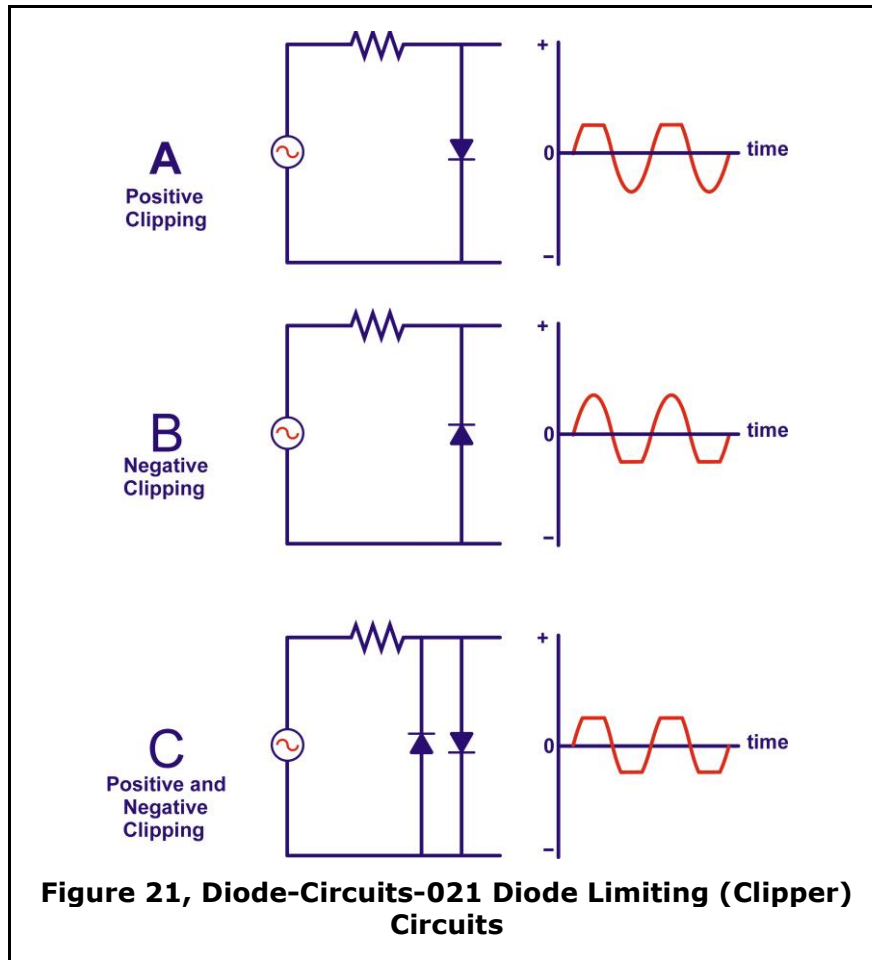 +
A
Positive
Clipping
0
time
–
+
B
Negative
Clipping
0
time
–
+
C
Positive and
Negative
Clipping
0
time
–
Figure 21, Diode-Circuits-021 Diode Limiting (Clipper)
Circuits